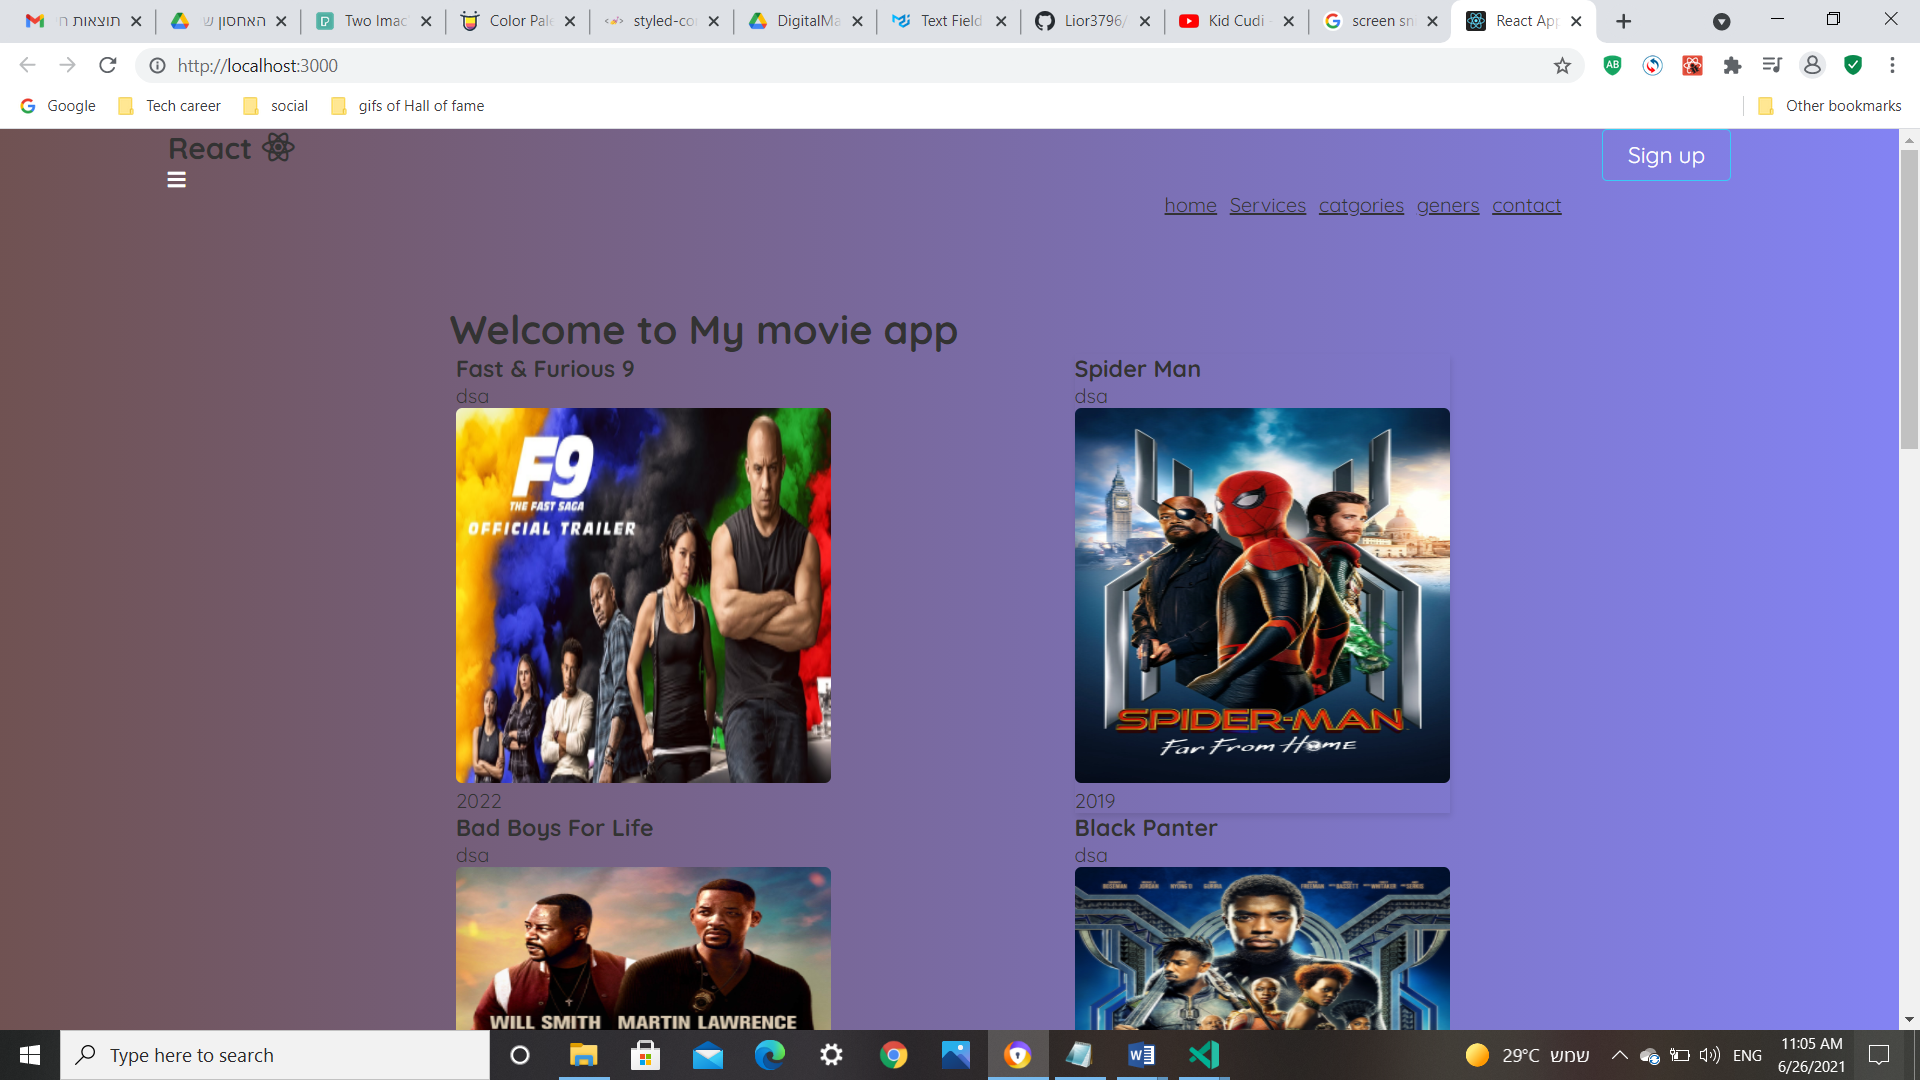 תוצאות ח
האחסון ש
Two Imac
Color Pale
styled-co
DigitalMa
Text Field
Lior3796/
Kid Cudi
screen sn
React App
http://localhost:3000
Google
Tech career
social
gifs of Hall of fame
Other bookmarks
React
Sign up
home Services catgories geners contact
Welcome to My movie app
Fast & Furious 9
dsa
F9
THE FAST SAGA
OFFICIAL TRAILER
2022
Spider Man
dsa
SPIDER-MAN
Far From Home
2019
Bad Boys For Life
dsa
WILL SMITH MARTIN LAWRENCE
Black Panter
dsa
Type here to search
29°C שמש
ENG
11:05 AM
6/26/2021